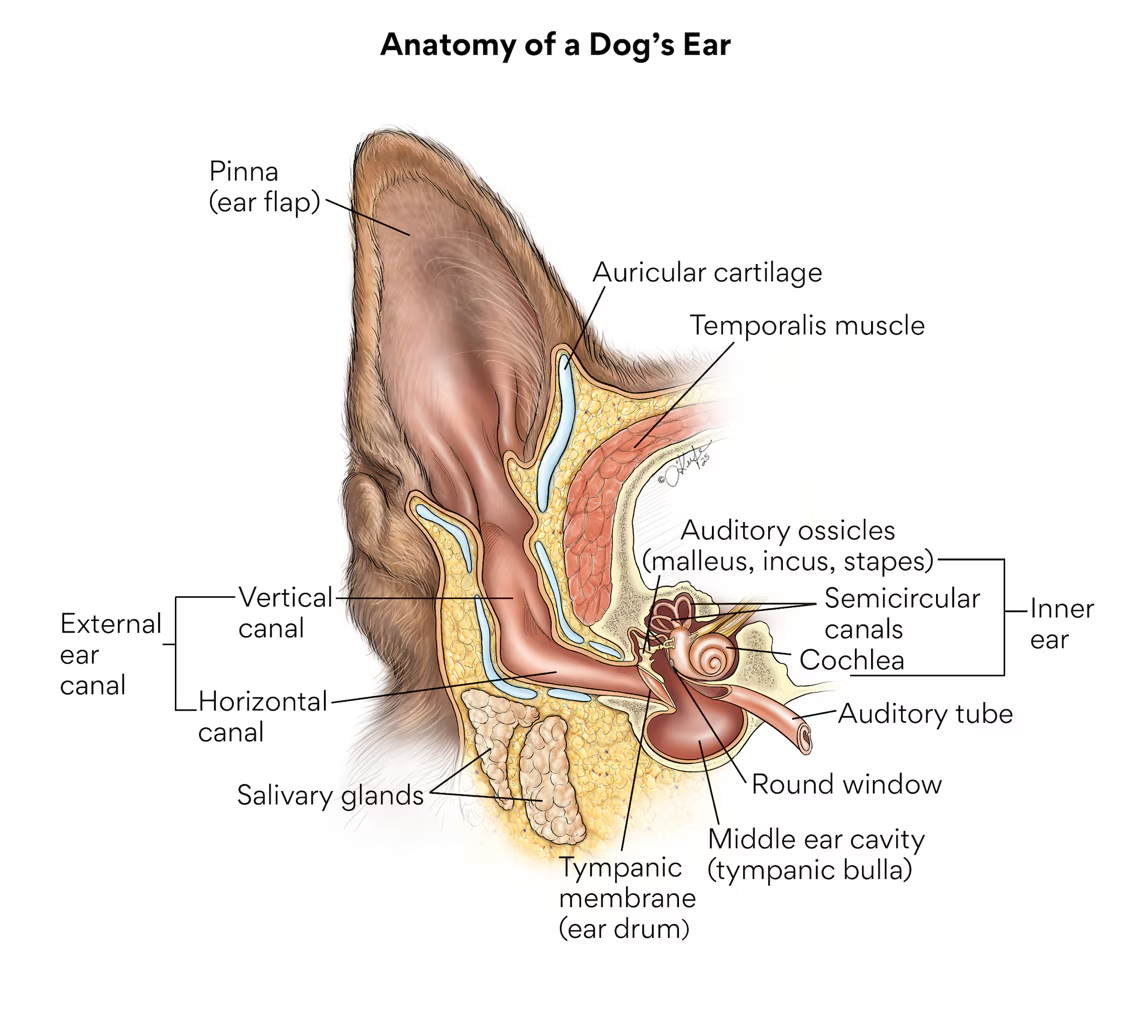 Anatomy of a Dog's Ear
Pinna
(ear flap)
Auricular cartilage
Temporalis muscle
Auditory ossicles
(malleus, incus, stapes)
Semicircular
canals
Inner
ear
Cochlea
External
ear
canal
Vertical
canal
Horizontal
canal
Auditory tube
Salivary glands
Round window
Middle ear cavity
(tympanic bulla)
Tympanic
membrane
(ear drum)